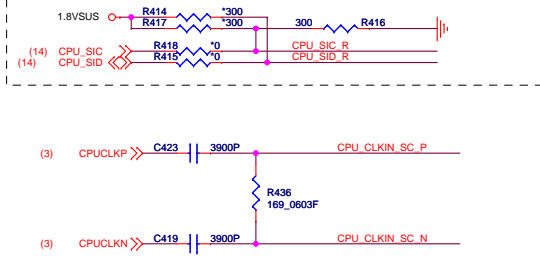 R414 *300
1.8VSUS
R417 *300 300 R416
(14) CPU_SIC R418 *0 CPU_SIC_R
(14) CPU_SID R415 *0 CPU_SID_R
(3) CPUCLKP C423 3900P CPU_CLKIN_SC_P
R436
169_0603F
(3) CPUCLKN C419 3900P CPU_CLKIN_SC_N